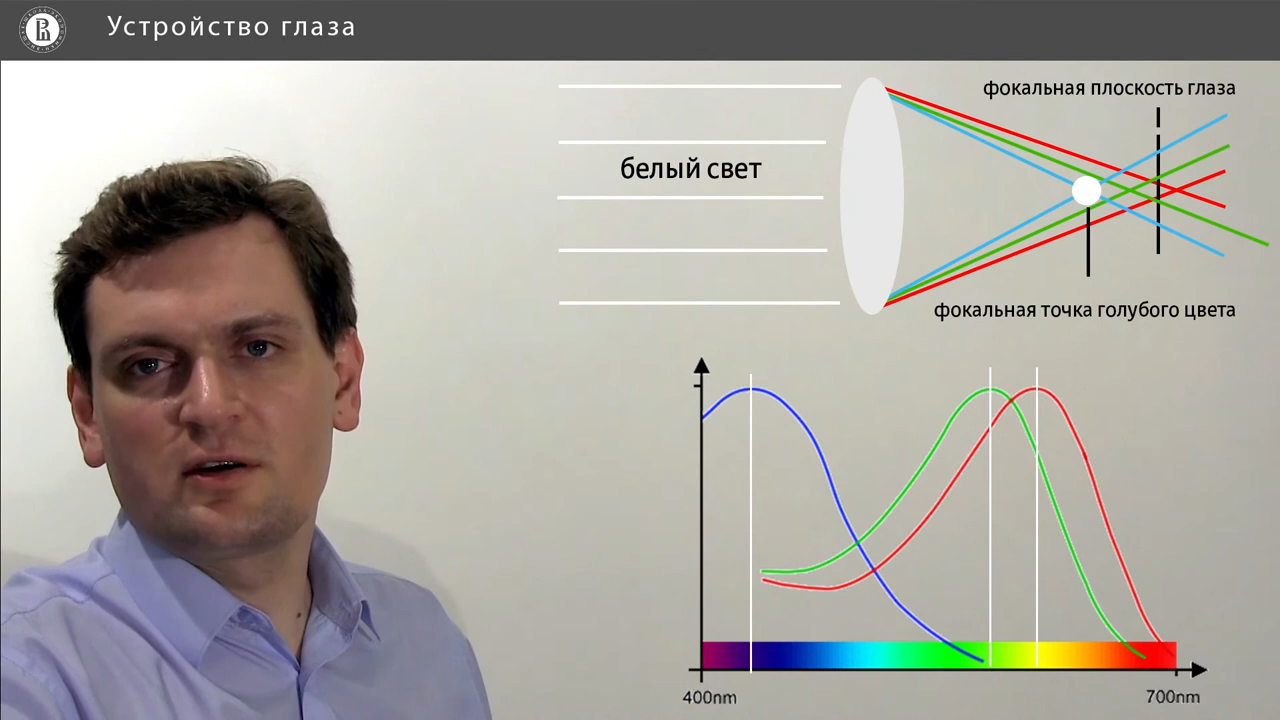 Устройство глаза
фокальная плоскость глаза
белый свет
фокальная точка голубого цвета
400nm
700nm